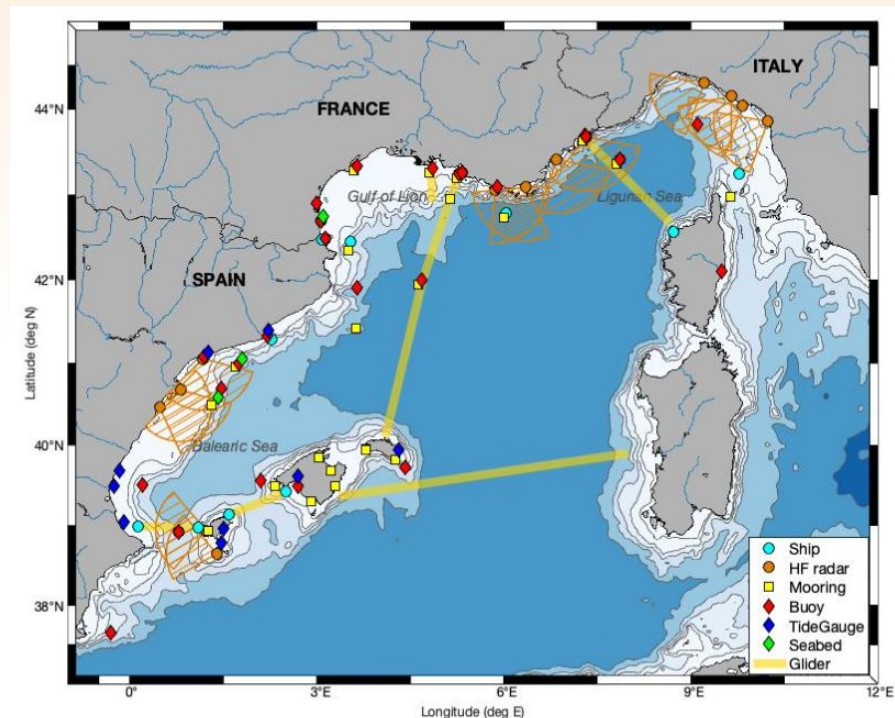 ITALY
44°N
FRANCE
Gulf of Lion
Ligurian Sea
42°N
SPAIN
Latitude (deg N)
40°N
Balearic Sea
38°N
Ship
HF radar
Mooring
Buoy
TideGauge
Seabed
Glider
0°
3°E
6°E
9°E
12°E
Longitude (deg E)